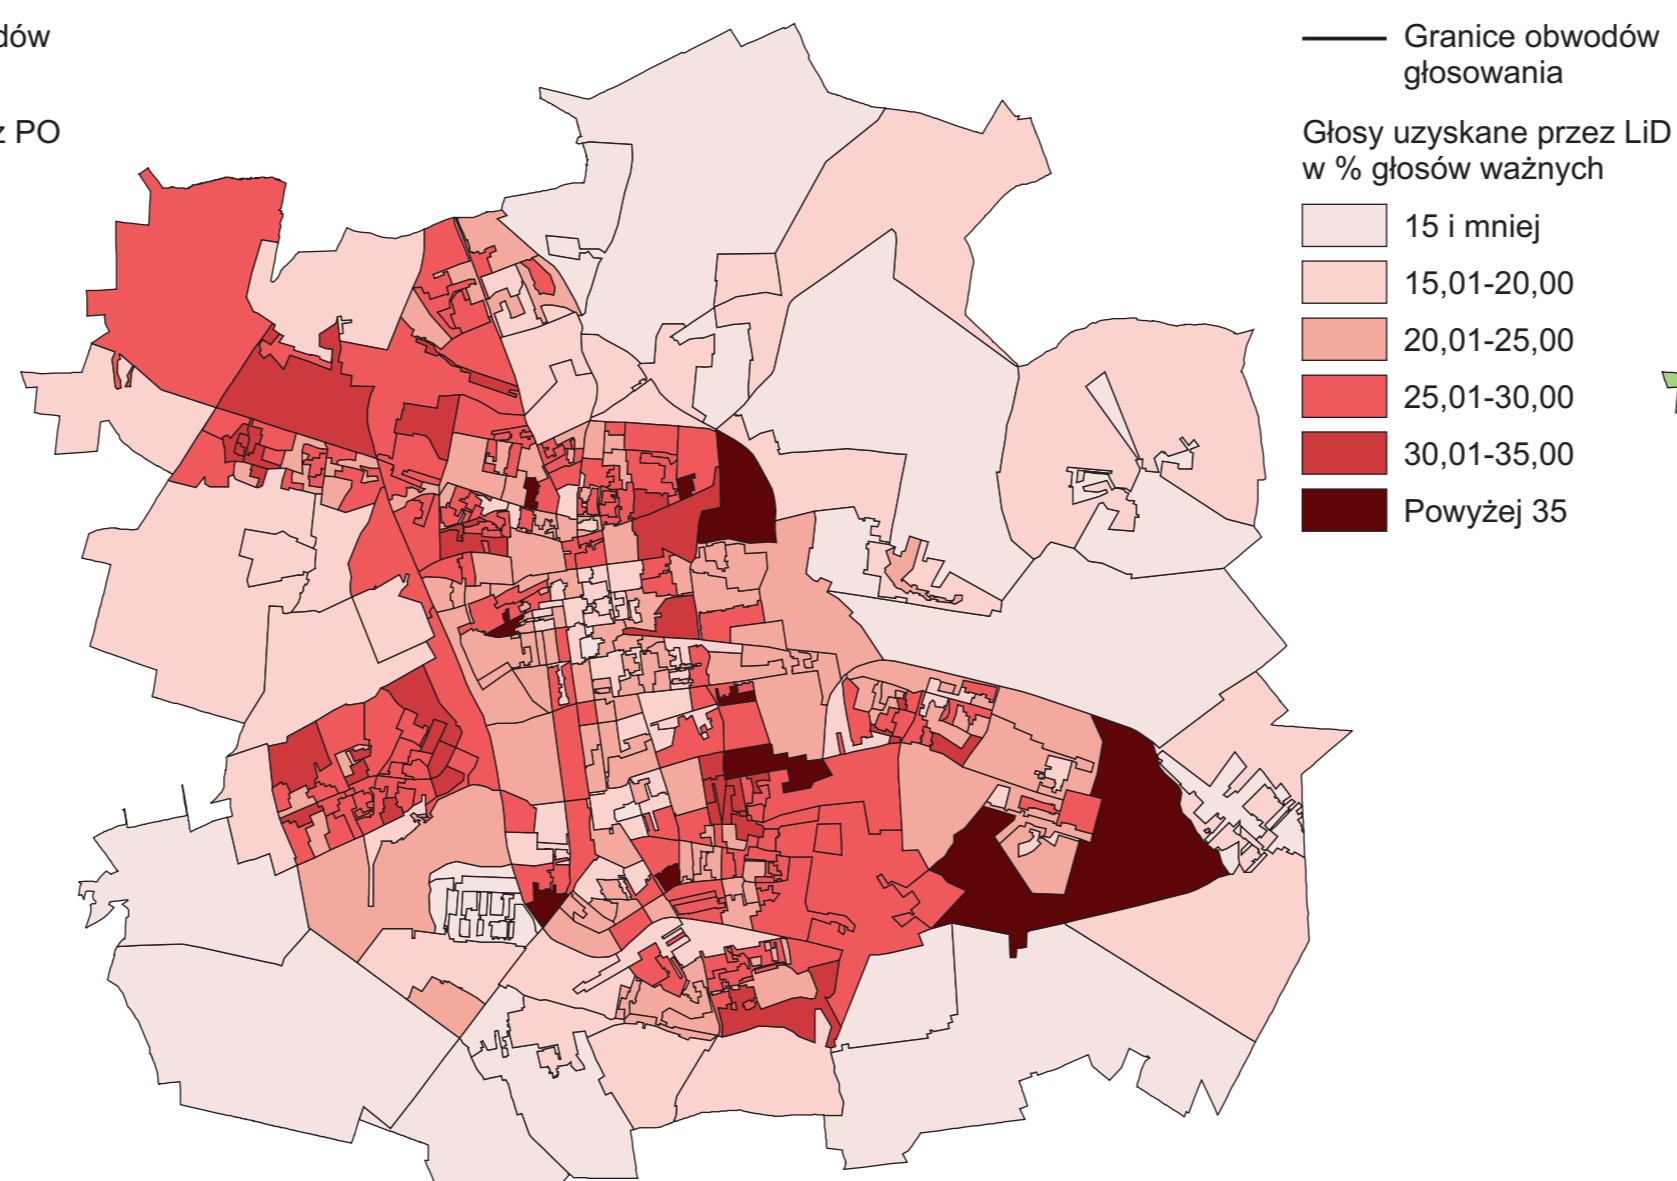 dów
z PO
Granice obwodów
głosowania
Głosy uzyskane przez LiD
w % głosów ważnych
15 i mniej
15,01-20,00
20,01-25,00
25,01-30,00
30,01-35,00
Powyżej 35